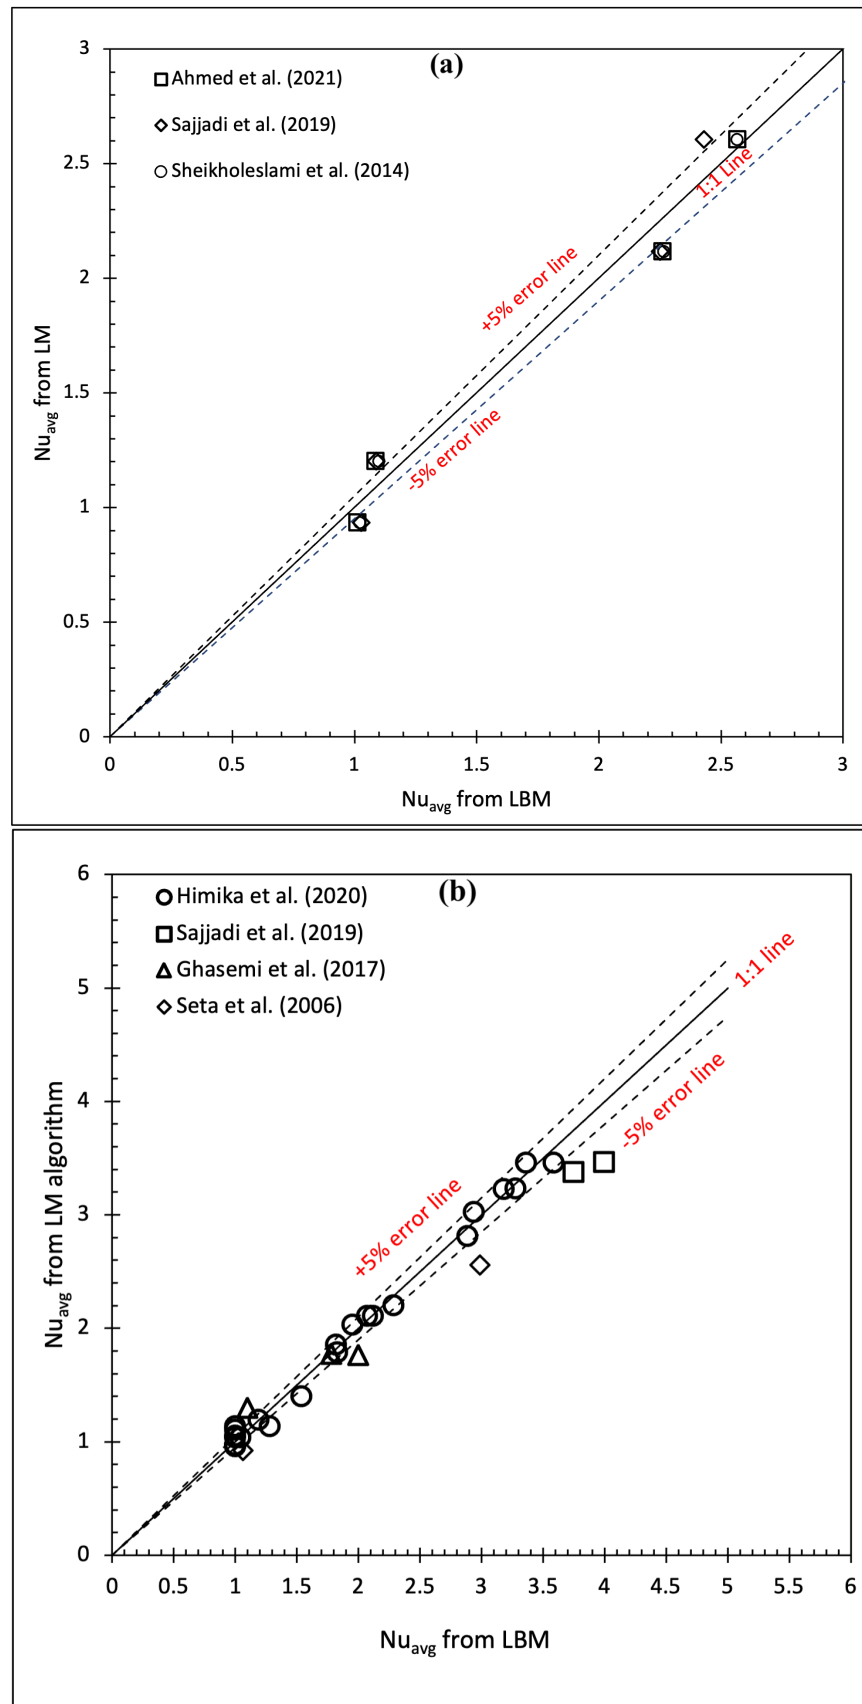 (a)
Ahmed et al. (2021)
Sajjadi et al. (2019)
Sheikholeslami et al. (2014)
3
2.5
2
1.5
1
0.5
0
Nuavg from LM
+5% error line
1:1 Line
-5% error line
0 0.5 1 1.5 2 2.5 3
Nuavg from LBM
(b)
Himika et al. (2020)
Sajjadi et al. (2019)
Ghasemi et al. (2017)
Seta et al. (2006)
6
5
4
3
2
1
0
Nuavg from LM algorithm
1:1 line
+5% error line
-5% error line
0 0.5 1 1.5 2 2.5 3 3.5 4 4.5 5 5.5 6
Nuavg from LBM